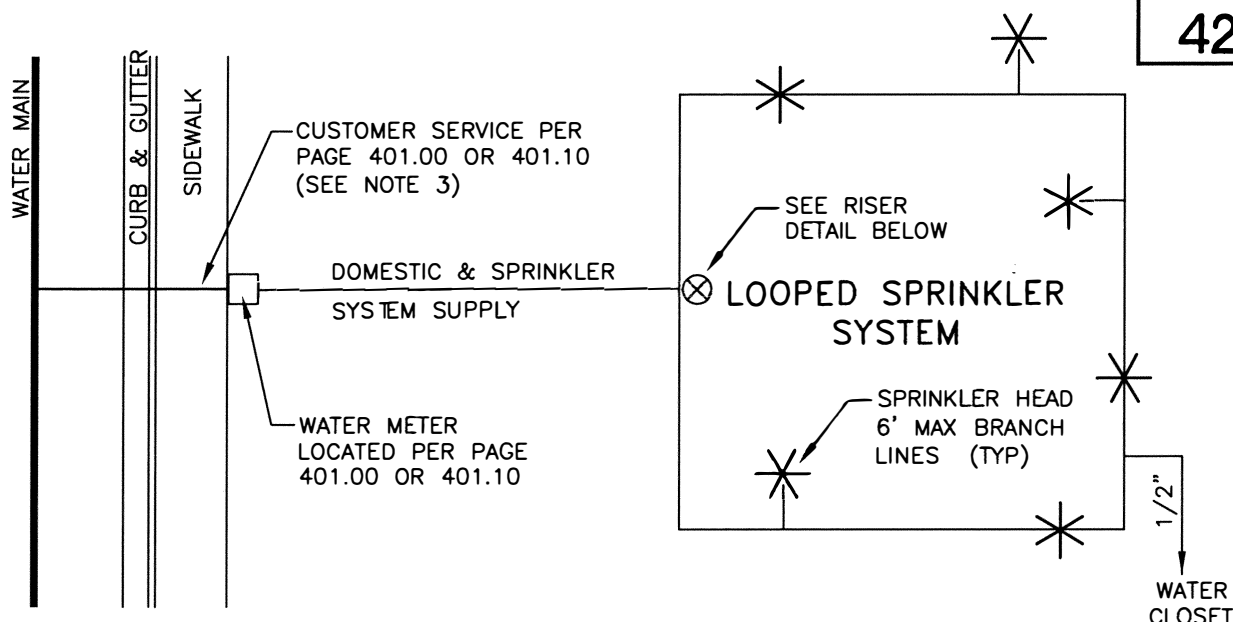 42
WATER MAIN
CURB & GUTTER
SIDEWALK
CUSTOMER SERVICE PER
PAGE 401.00 OR 401.10
(SEE NOTE 3)
SEE RISER
DETAIL BELOW
DOMESTIC & SPRINKLER
SYSTEM SUPPLY
LOOPED SPRINKLER
SYSTEM
WATER METER
LOCATED PER PAGE
401.00 OR 401.10
SPRINKLER HEAD
6' MAX BRANCH
LINES (TYP)
1/2"
WATER
CLOSET